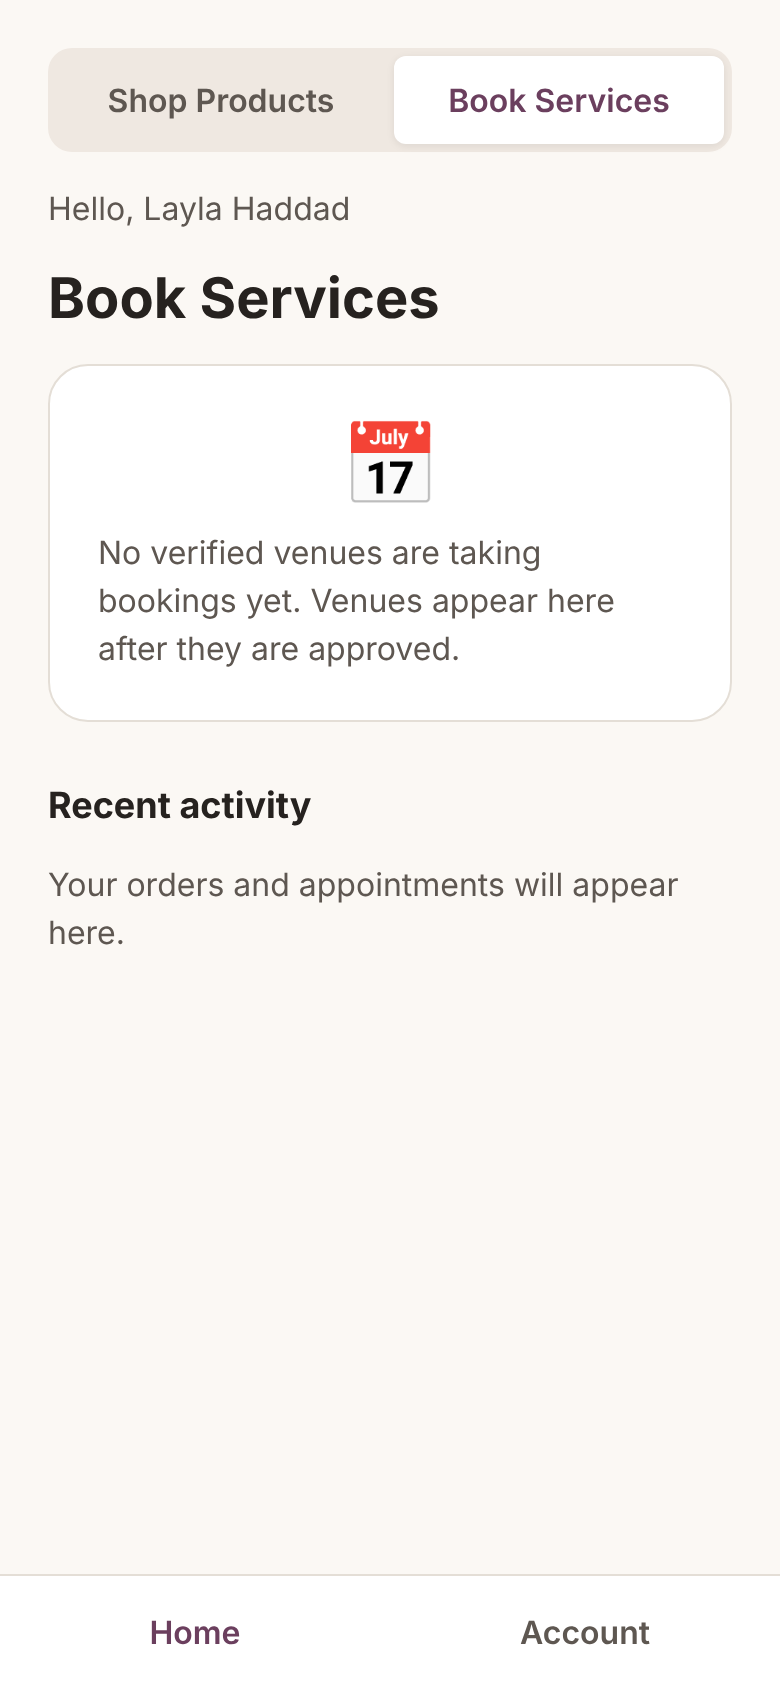 Shop Products
Book Services
Hello, Layla Haddad
Book Services
July
17
No verified venues are taking
bookings yet. Venues appear here
after they are approved.
Recent activity
Your orders and appointments will appear
here.
Home
Account